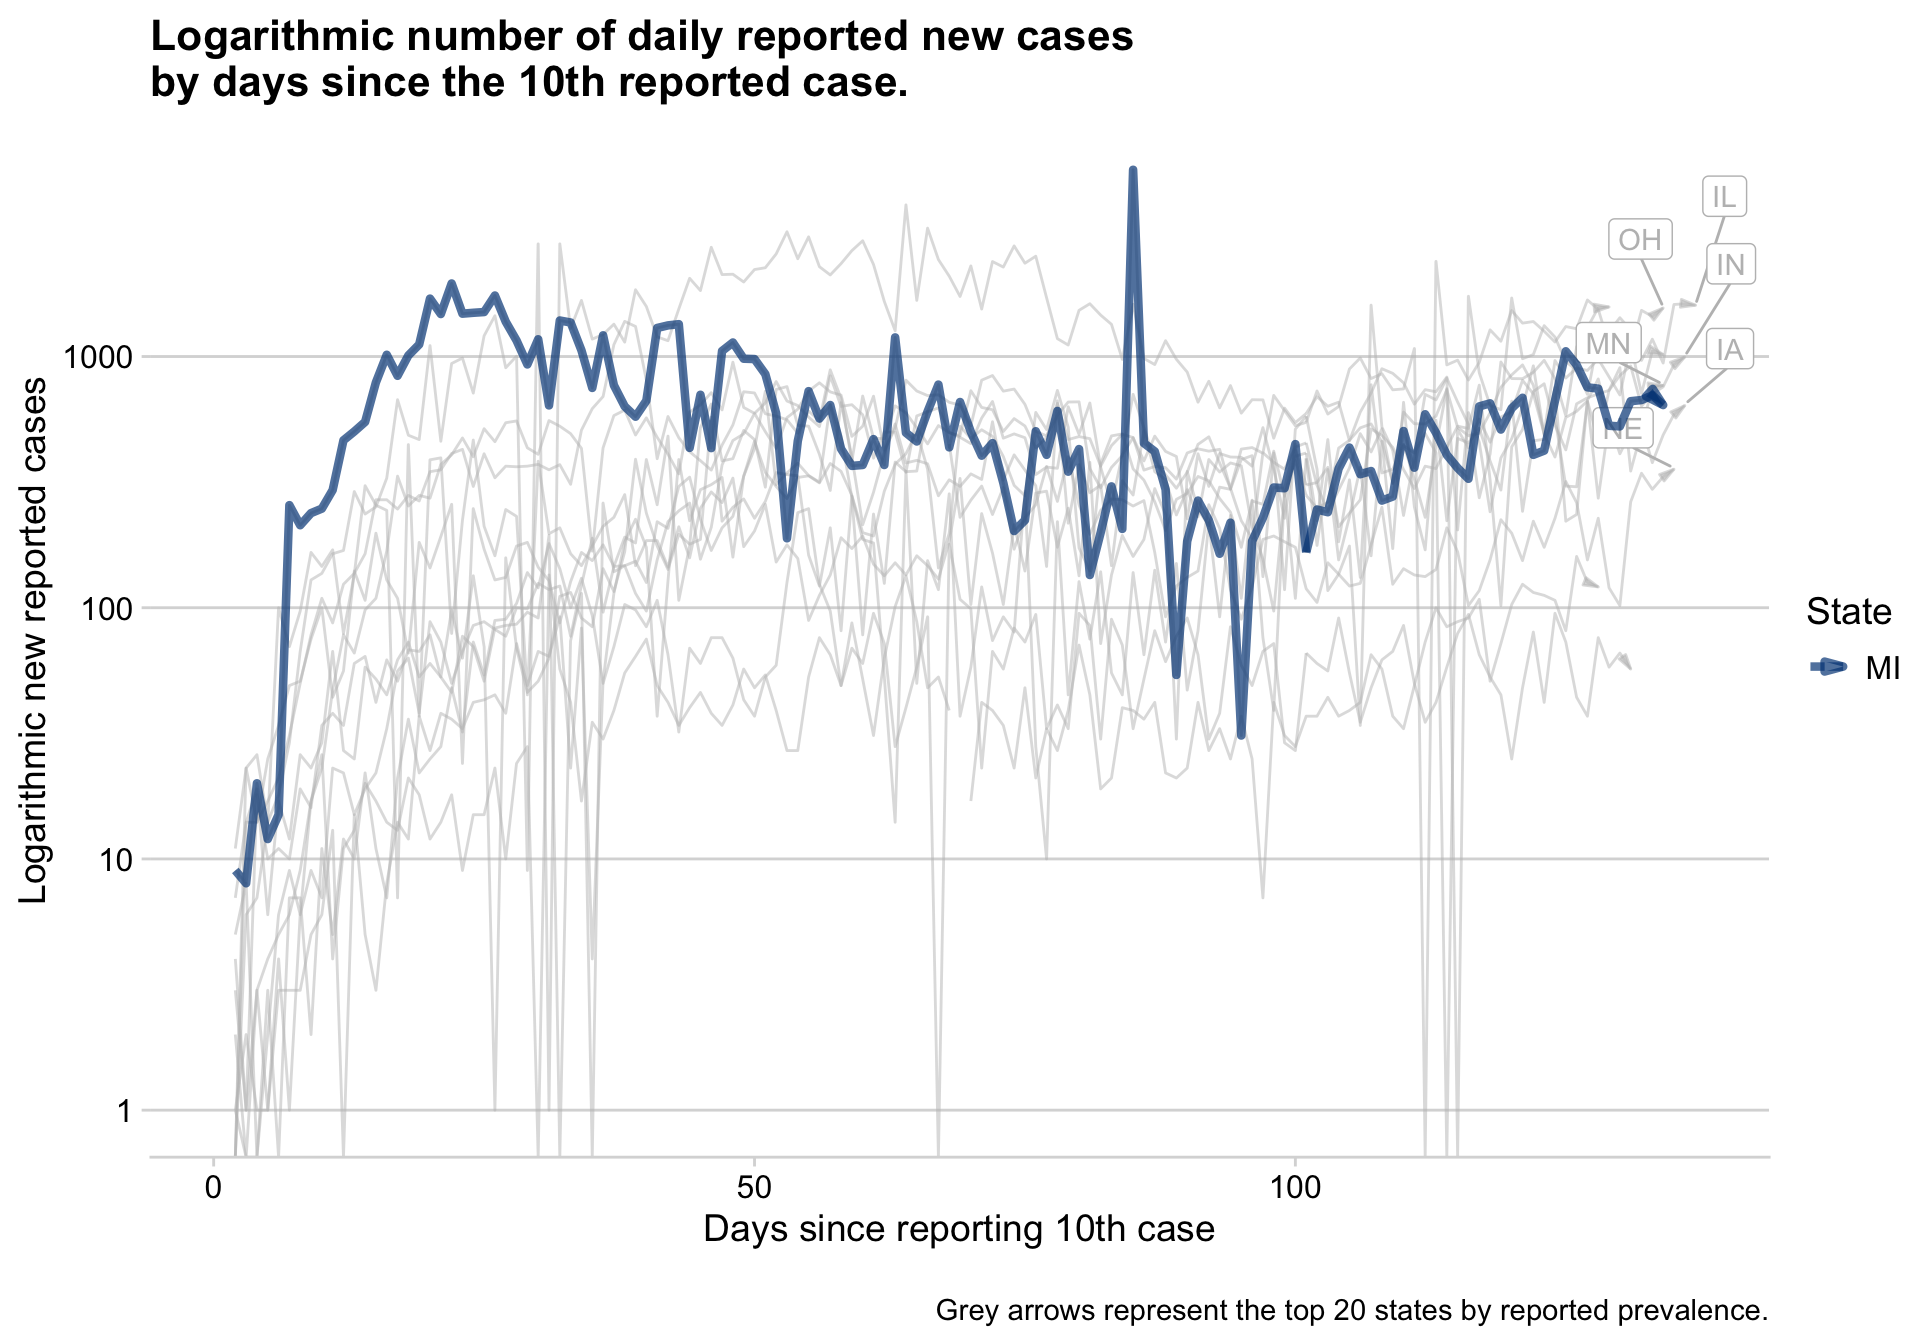 Logarithmic number of daily reported new cases
by days since the 10th reported case.
IL
OH
IN
MN
IA
NE
1000
100
10
1
Logarithmic new reported cases
0
50
100
Days since reporting 10th case
State
MI
Grey arrows represent the top 20 states by reported prevalence.